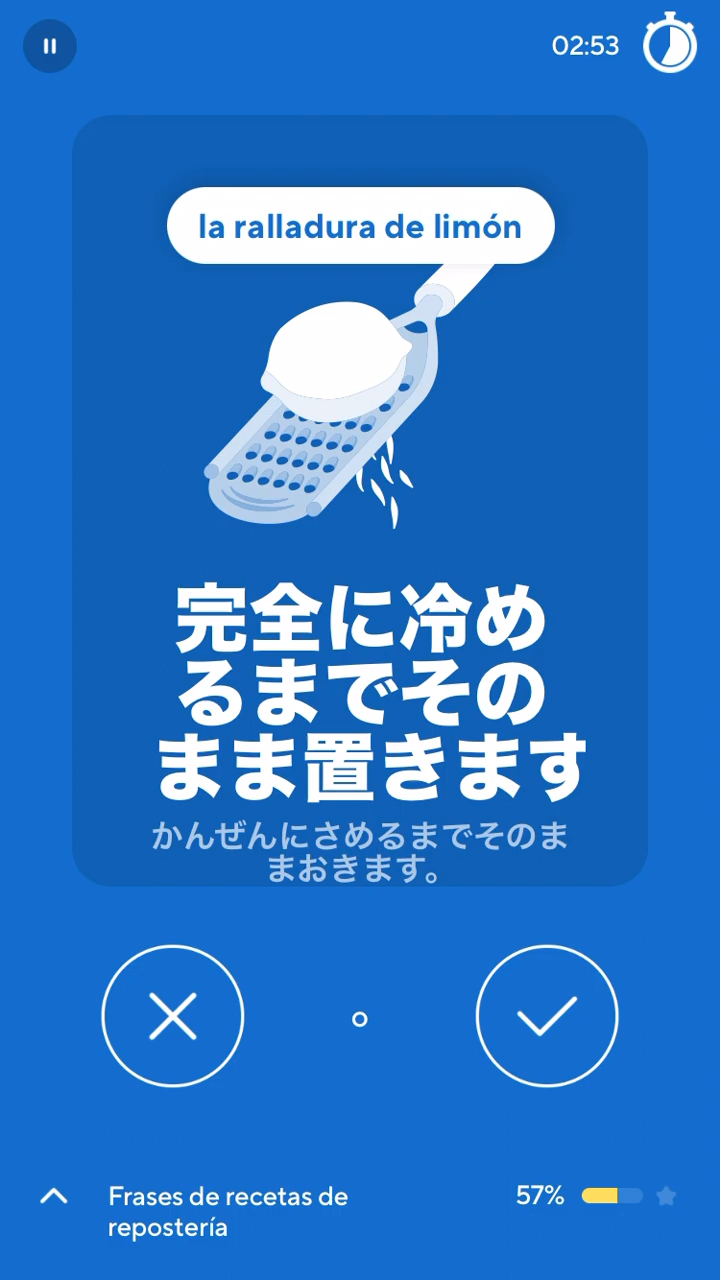 02:53
la ralladura de limón
完全に冷め
るまでその
まま置きます
かんぜんにさめるまでそのま
まおきます。
Frases de recetas de
repostería
57%